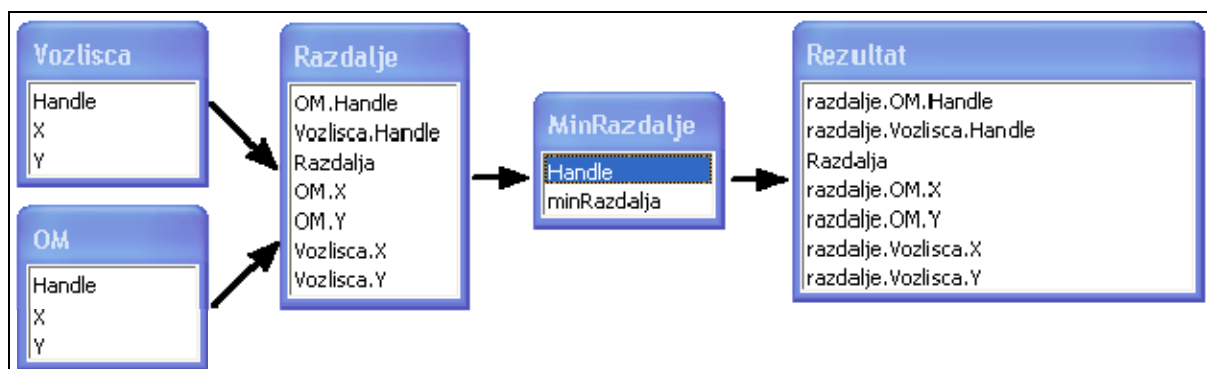 Vozlisca
Handle
X
Y
OM
Handle
X
Y
Razdalje
OM.Handle
Vozlisca.Handle
Razdalja
OM.X
OM.Y
Vozlisca.X
Vozlisca.Y
MinRazdalje
Handle
minRazdalja
Rezultat
razdalje.OM.Handle
razdalje.Vozlisca.Handle
Razdalja
razdalje.OM.X
razdalje.OM.Y
razdalje.Vozlisca.X
razdalje.Vozlisca.Y